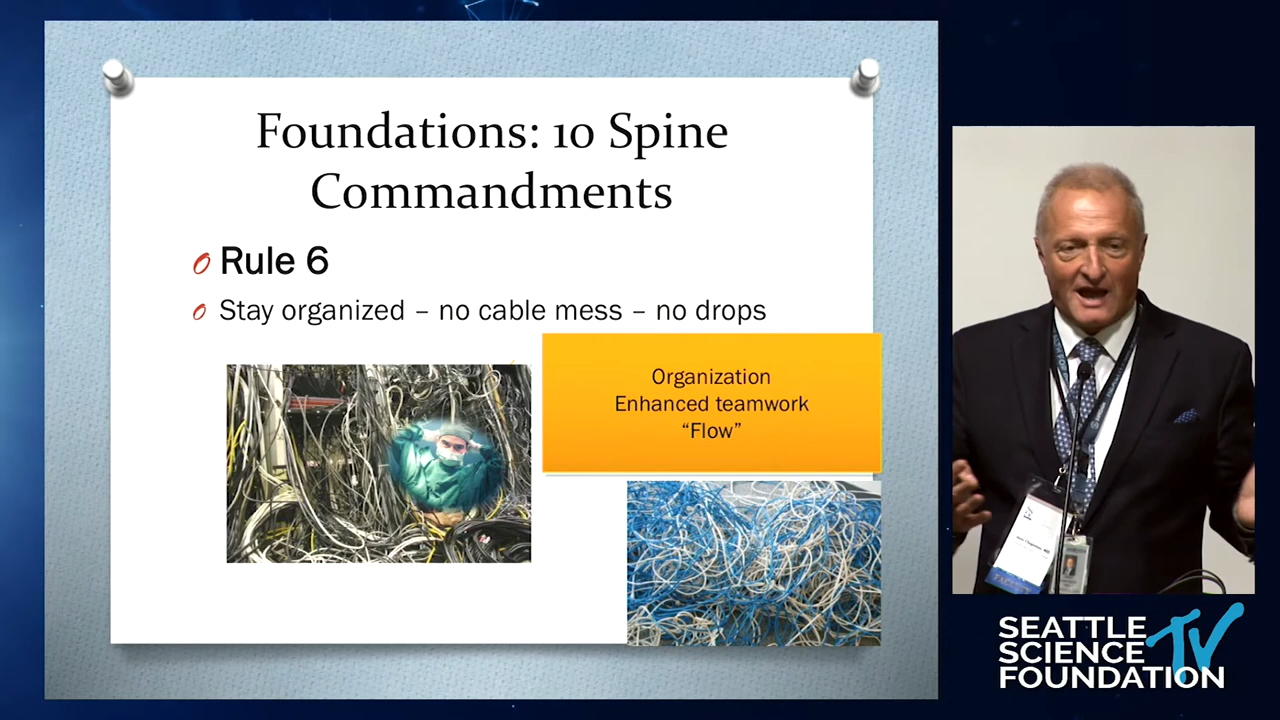 Foundations: 10 Spine
Commandments
Rule 6
Stay organized – no cable mess – no drops
Organization
Enhanced teamwork
“Flow”
SEATTLE
SCIENCE
FOUNDATION
TV